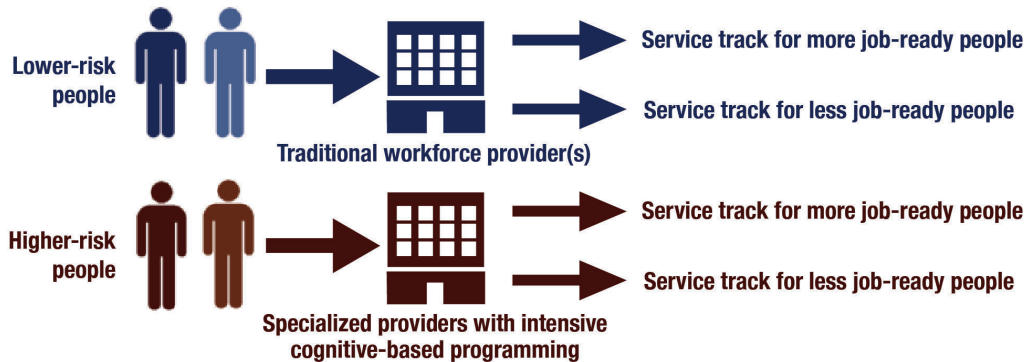 Lower-risk
people
Service track for more job-ready people
Service track for less job-ready people
Traditional workforce provider(s)
Higher-risk
people
Service track for more job-ready people
Service track for less job-ready people
Specialized providers with intensive
cognitive-based programming